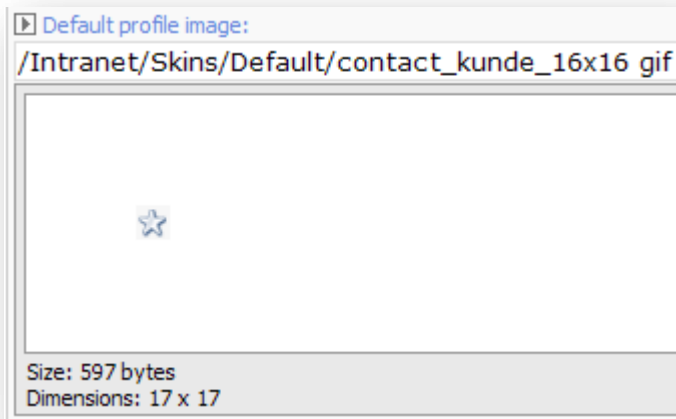 Default profile image:
/Intranet/Skins/Default/contact_kunde_16x16 gif
Size: 597 bytes
Dimensions: 17 x 17